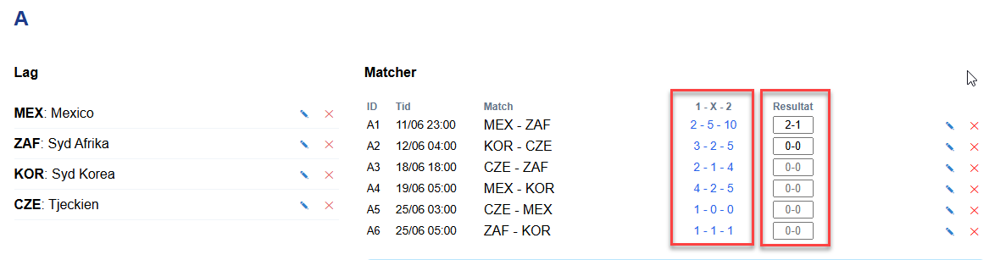 A
Lag
MEX: Mexico
ZAF: Syd Afrika
KOR: Syd Korea
CZE: Tjeckien
Matcher
ID Tid Match 1 - X - 2 Resultat
A1 11/06 23:00 MEX - ZAF 2 - 5 - 10 2-1
A2 12/06 04:00 KOR - CZE 3 - 2 - 5 0-0
A3 18/06 18:00 CZE - ZAF 2 - 1 - 4 0-0
A4 19/06 05:00 MEX - KOR 4 - 2 - 5 0-0
A5 25/06 03:00 CZE - MEX 1 - 0 - 0 0-0
A6 25/06 05:00 ZAF - KOR 1 - 1 - 1 0-0